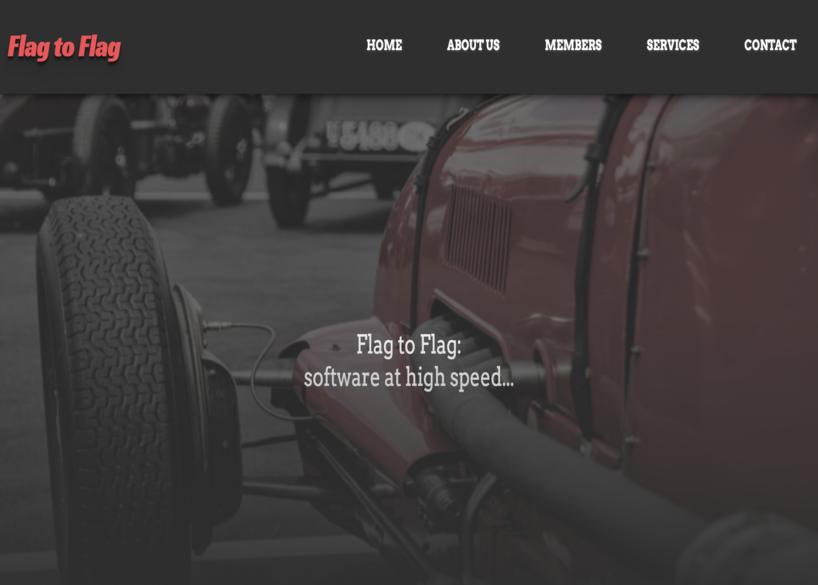 Flag to Flag
HOME ABOUT US MEMBERS SERVICES CONTACT
Flag to Flag:
software at high speed...